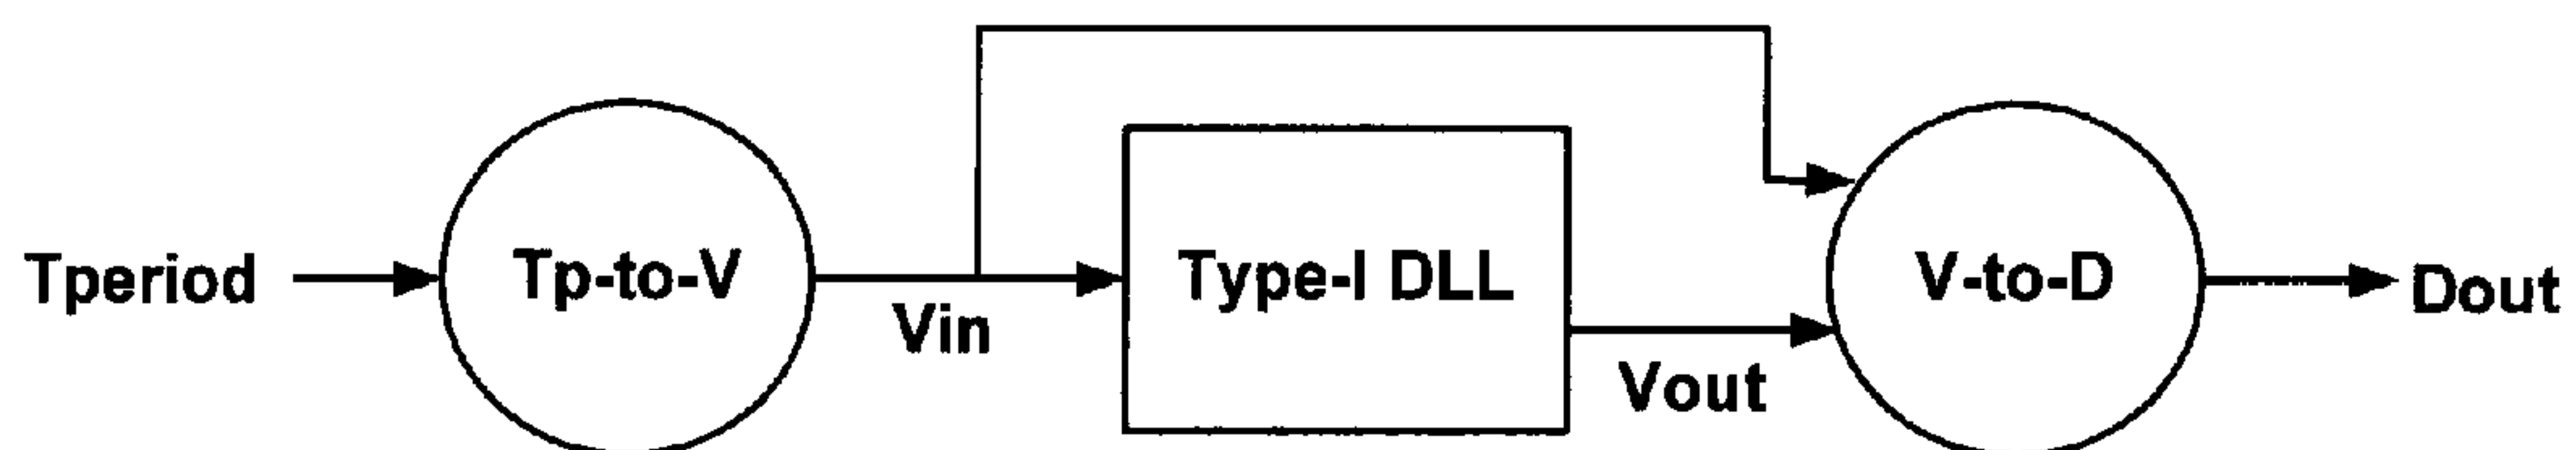 Tperiod
Tp-to-V
Vin
Type-I DLL
Vout
V-to-D
Dout